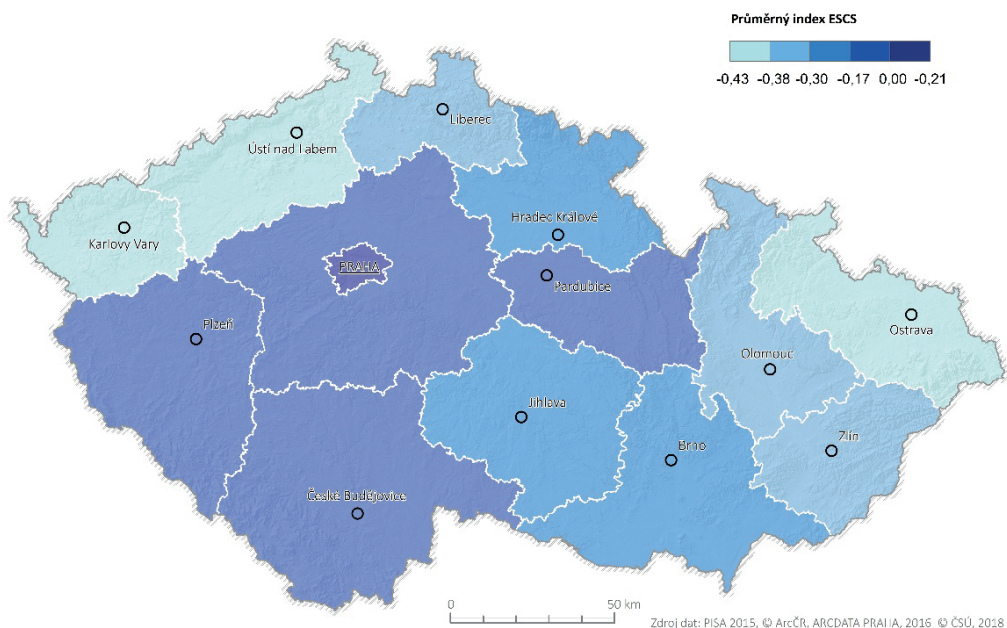 Průměrný index ESCS
-0,43 -0,38 -0,30 -0,17 0,00 -0,21
Liberec
Ústí nad Labem
Hradec Králové
Karlovy Vary
PRAHA
Pardubice
Ostrava
Plzeň
Olomouc
Jihlava
Zlín
Brno
České Budějovice
0 50 km
Zdroj dat: PISA 2015, © ArcČR, ARCDATA PRAHA, 2016 © ČSÚ, 2018